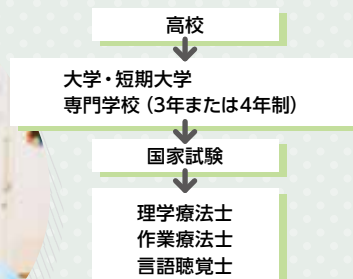 高校
大学・短期大学
専門学校（3年または4年制）
国家試験
理学療法士
作業療法士
言語聴覚士